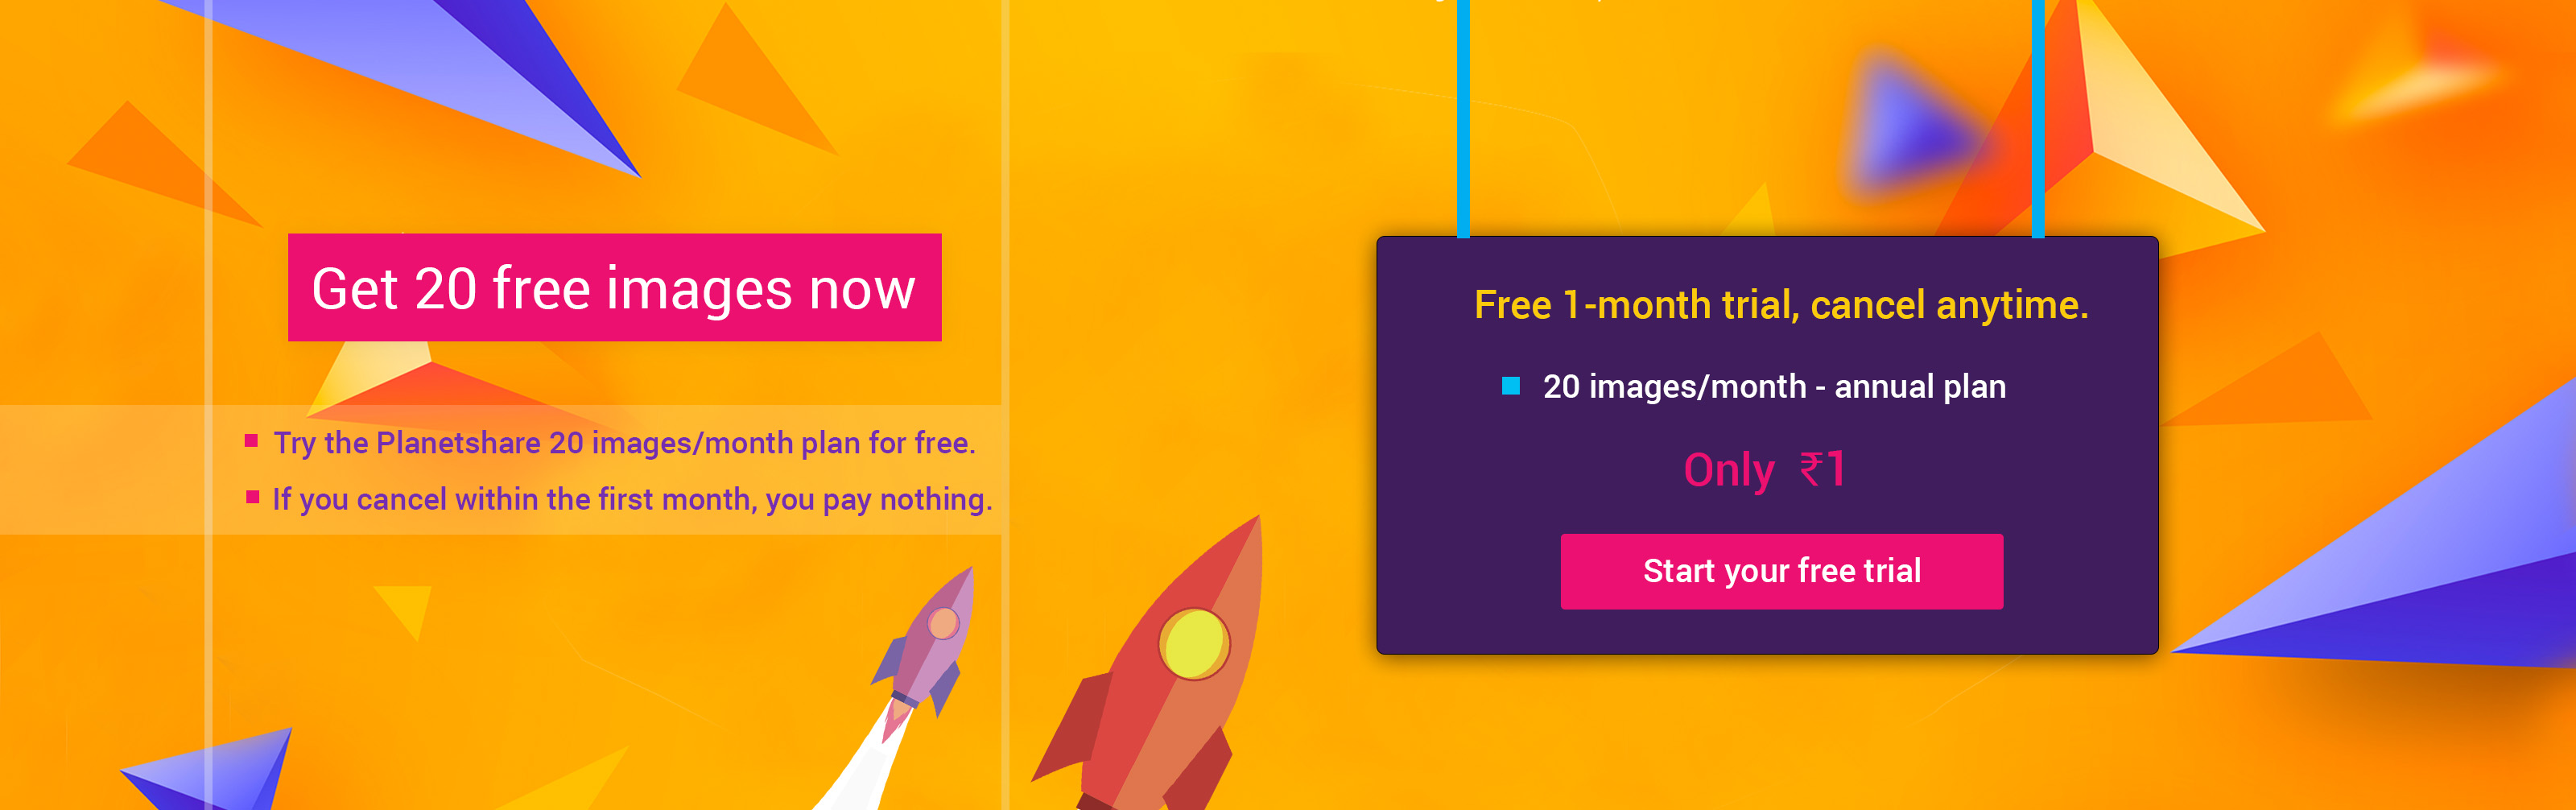 Get 20 free images now
Try the Planetshare 20 images/month plan for free.
If you cancel within the first month, you pay nothing.
Free 1-month trial, cancel anytime.
20 images/month - annual plan
Only ₹1
Start your free trial